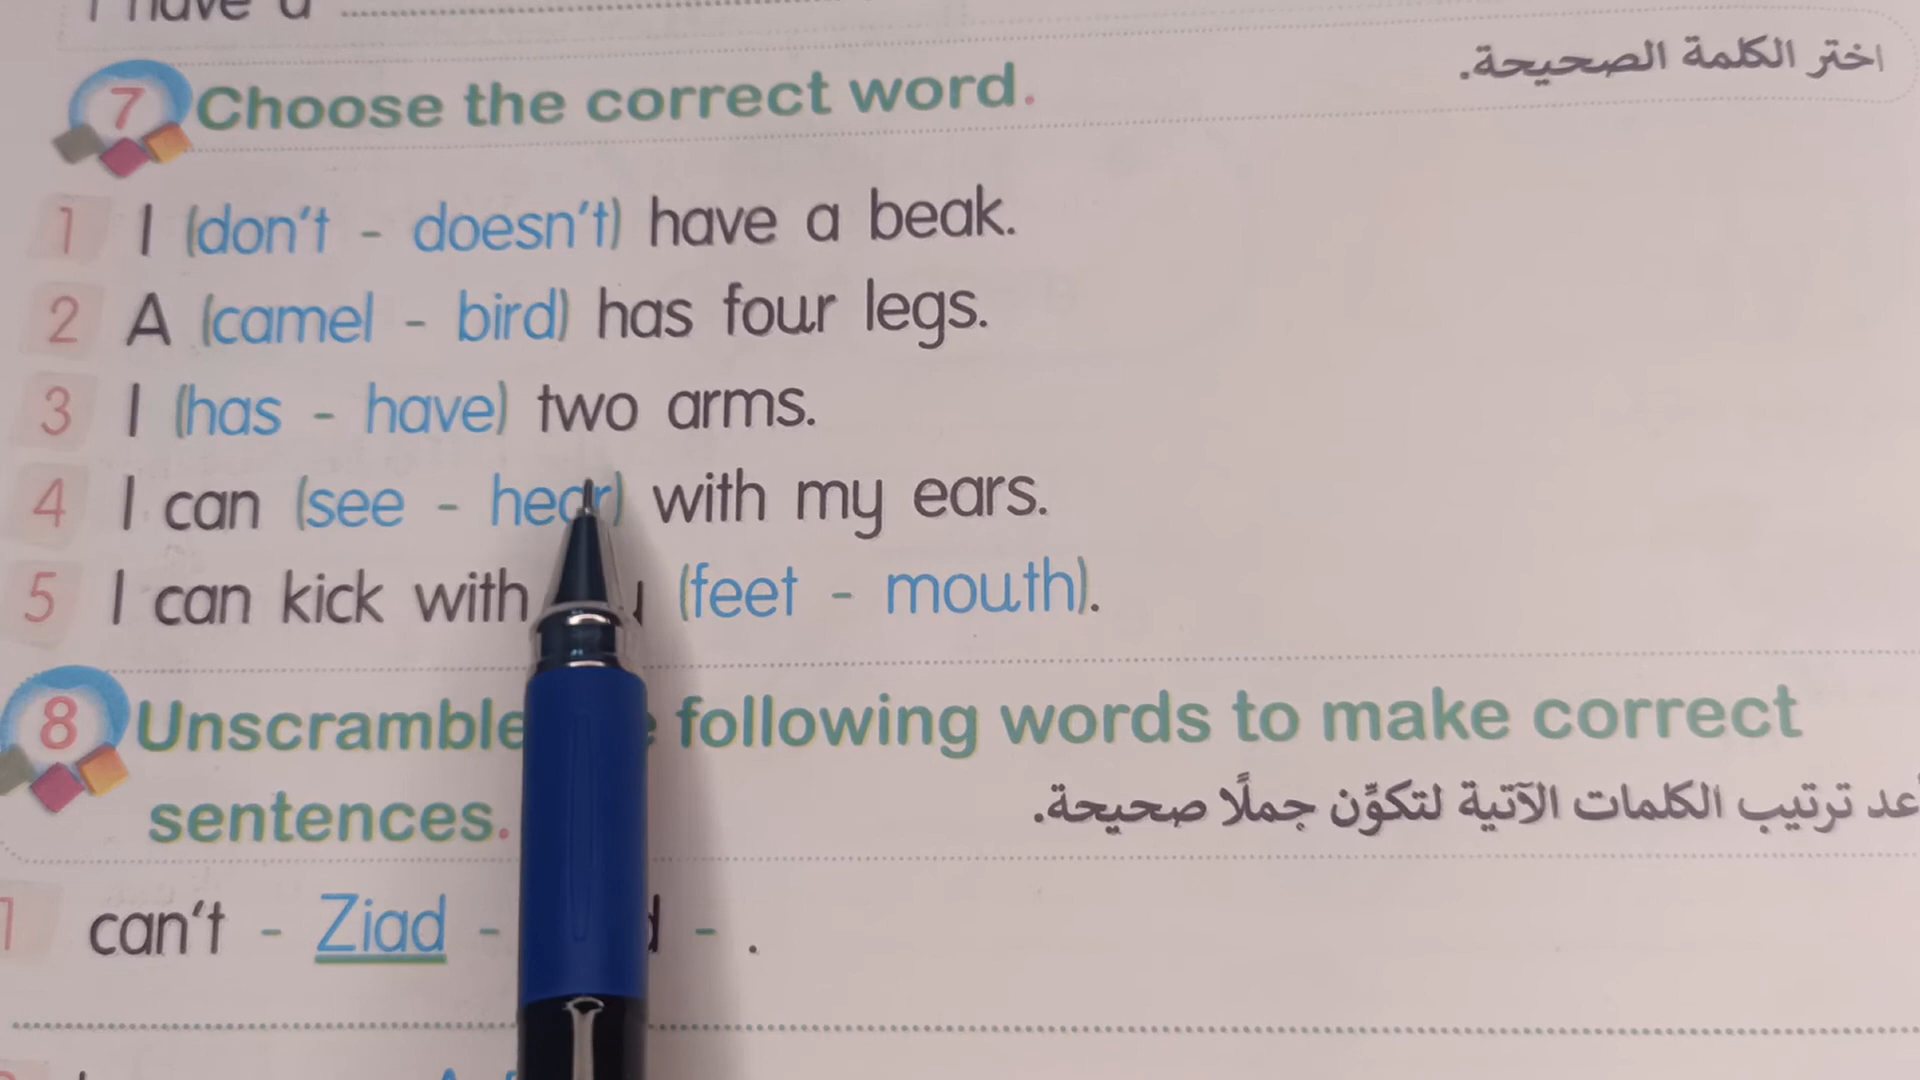 I have a
7 Choose the correct word. اختر الكلمة الصحيحة.
1 I (don't - doesn't) have a beak.
2 A (camel - bird) has four legs.
3 I (has - have) two arms.
4 I can (see - hear) with my ears.
5 I can kick with (feet - mouth).
8 Unscramble following words to make correct
sentences. عد ترتيب الكلمات الآتية لتكوِّن جملًا صحيحة.
1 can't - Ziad - - .